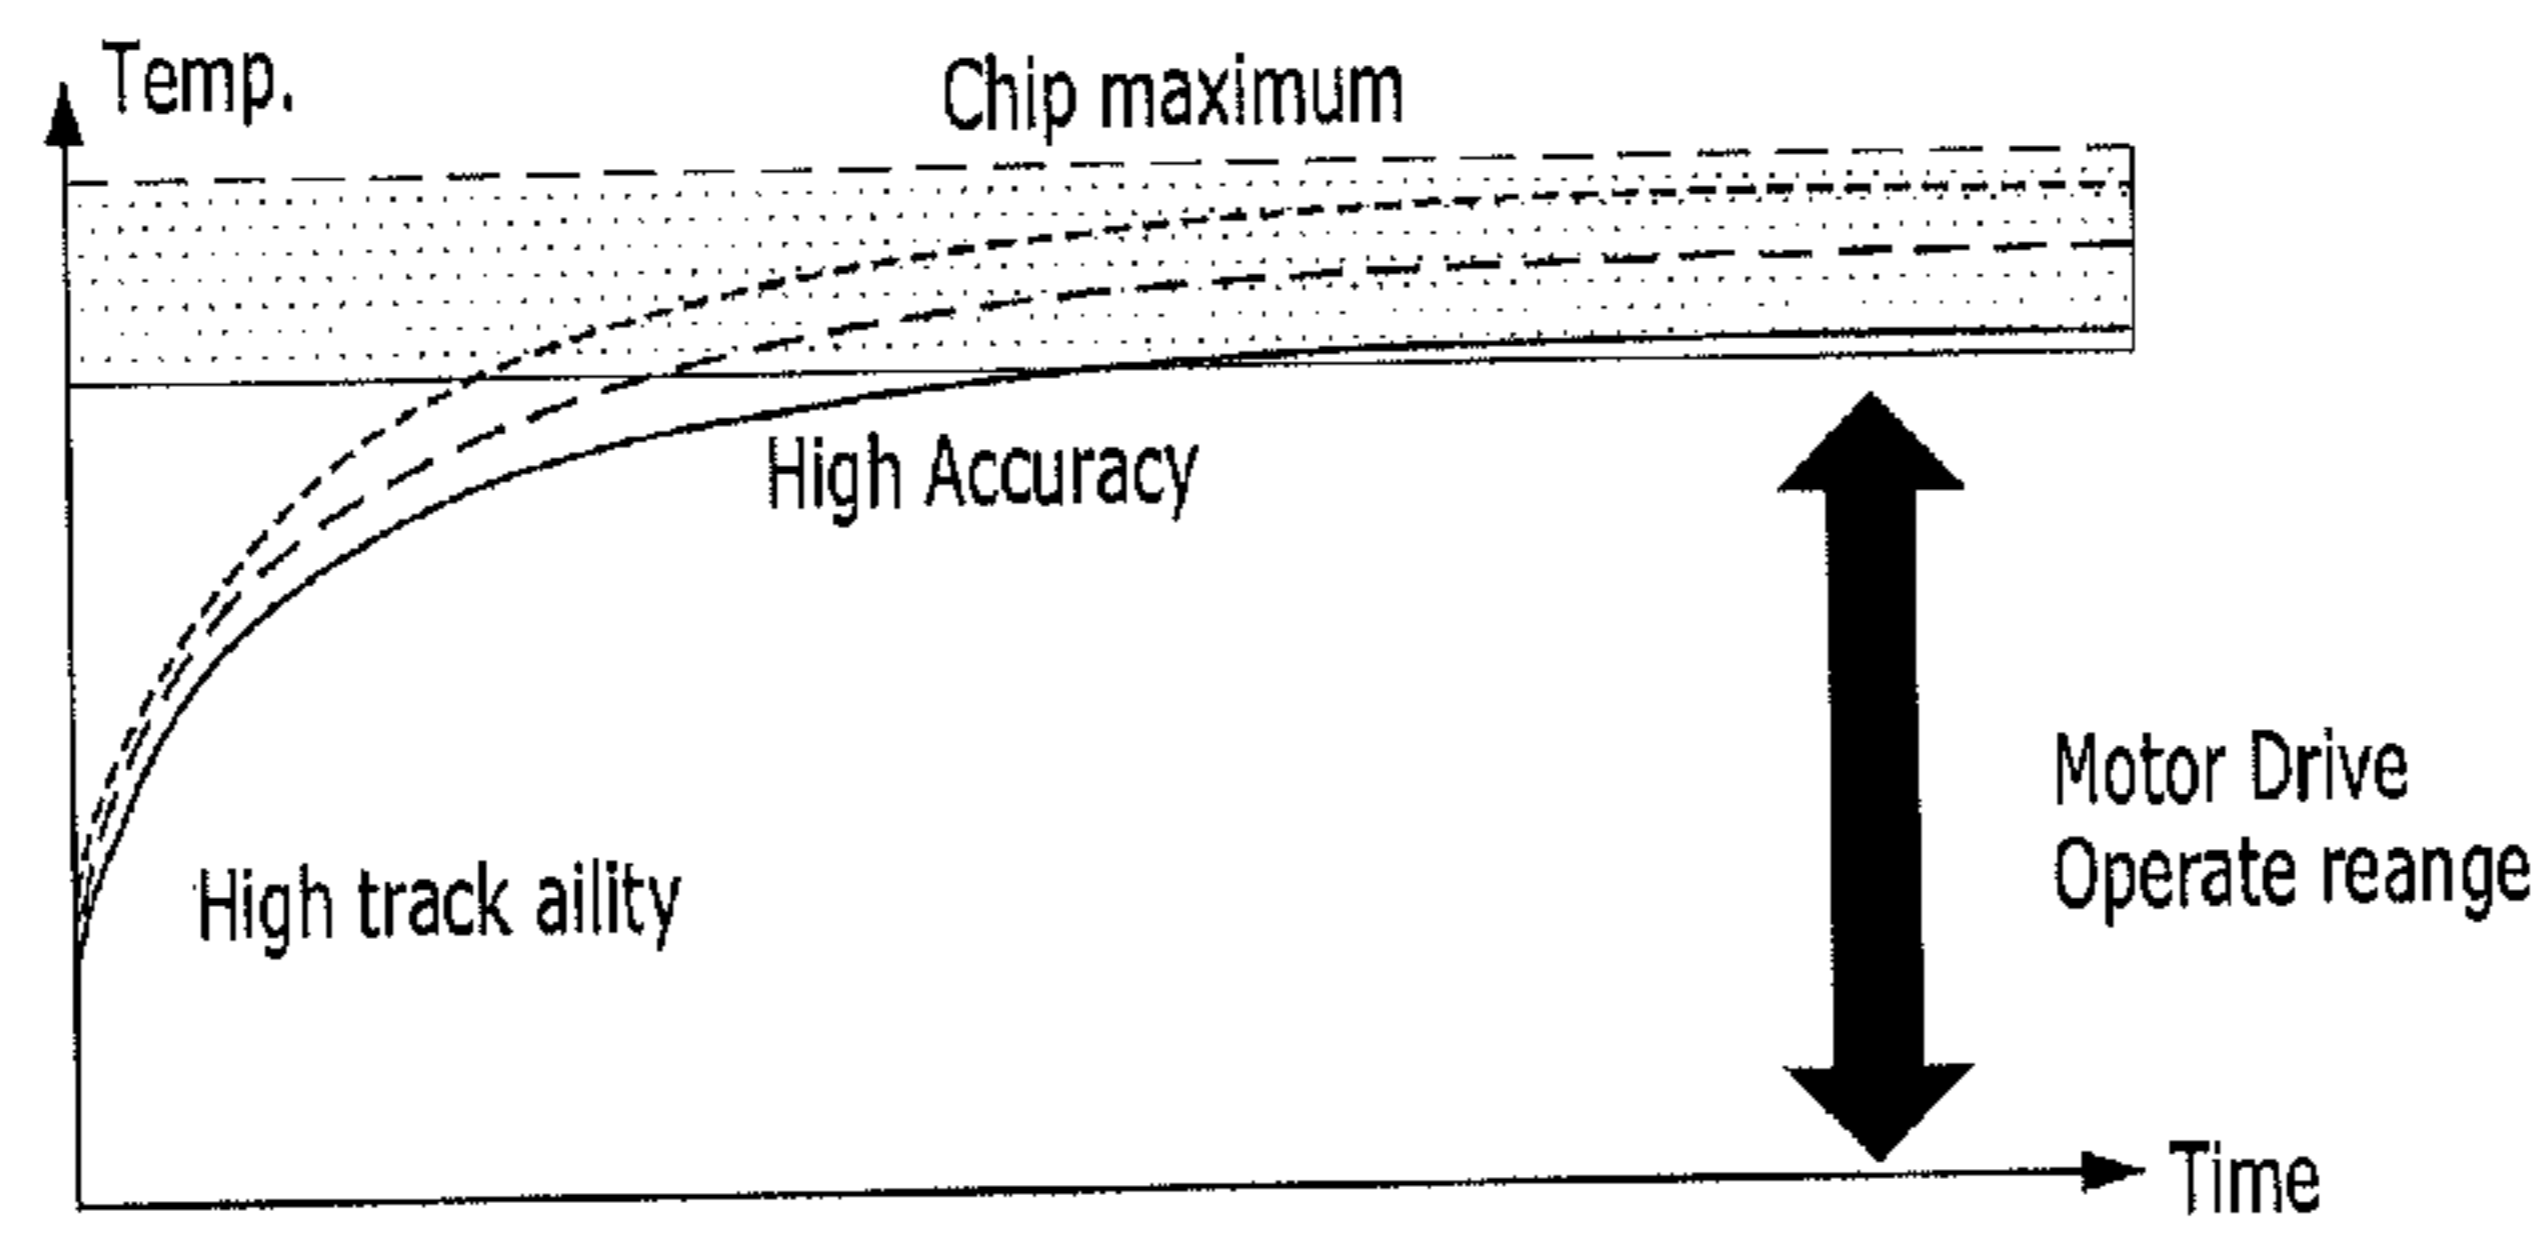 Temp.
Chip maximum
High Accuracy
High track aility
Motor Drive
Operate reange
Time